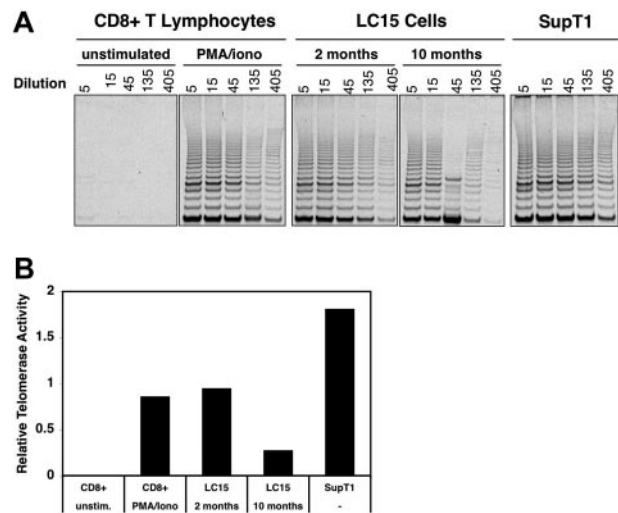 A
CD8+ T Lymphocytes LC15 Cells SupT1
unstimulated PMA/iono 2 months 10 months
Dilution 5 15 45 135 405 5 15 45 135 405 5 15 45 135 405 5 15 45 135 405 5 15 45 135 405
B
Relative Telomerase Activity
2
1.5
1
0.5
0
CD8+ CD8+ LC15 LC15 SupT1
unstim. PMA/Iono 2 months 10 months -